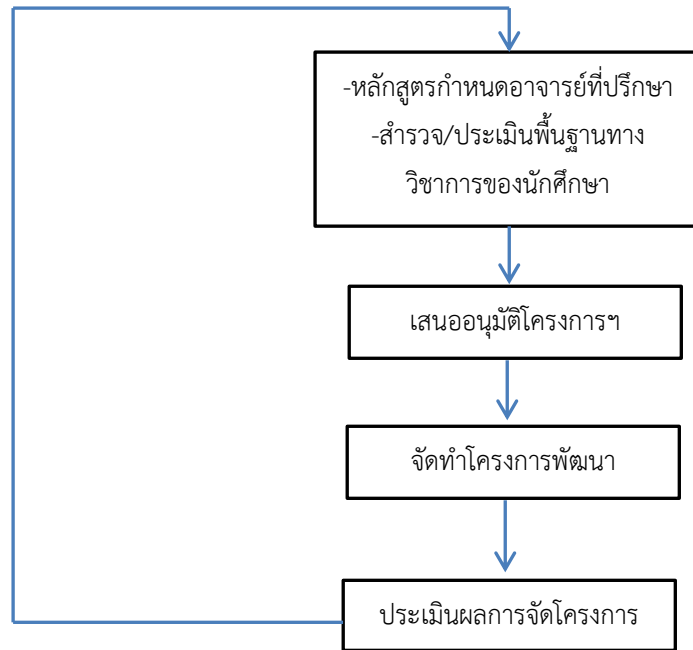 -หลักสูตรกำหนดอาจารย์ที่ปรึกษา
-สำรวจ/ประเมินพื้นฐานทาง
วิชาการของนักศึกษา
เสนออนุมัติโครงการฯ
จัดทำโครงการพัฒนา
ประเมินผลการจัดโครงการ